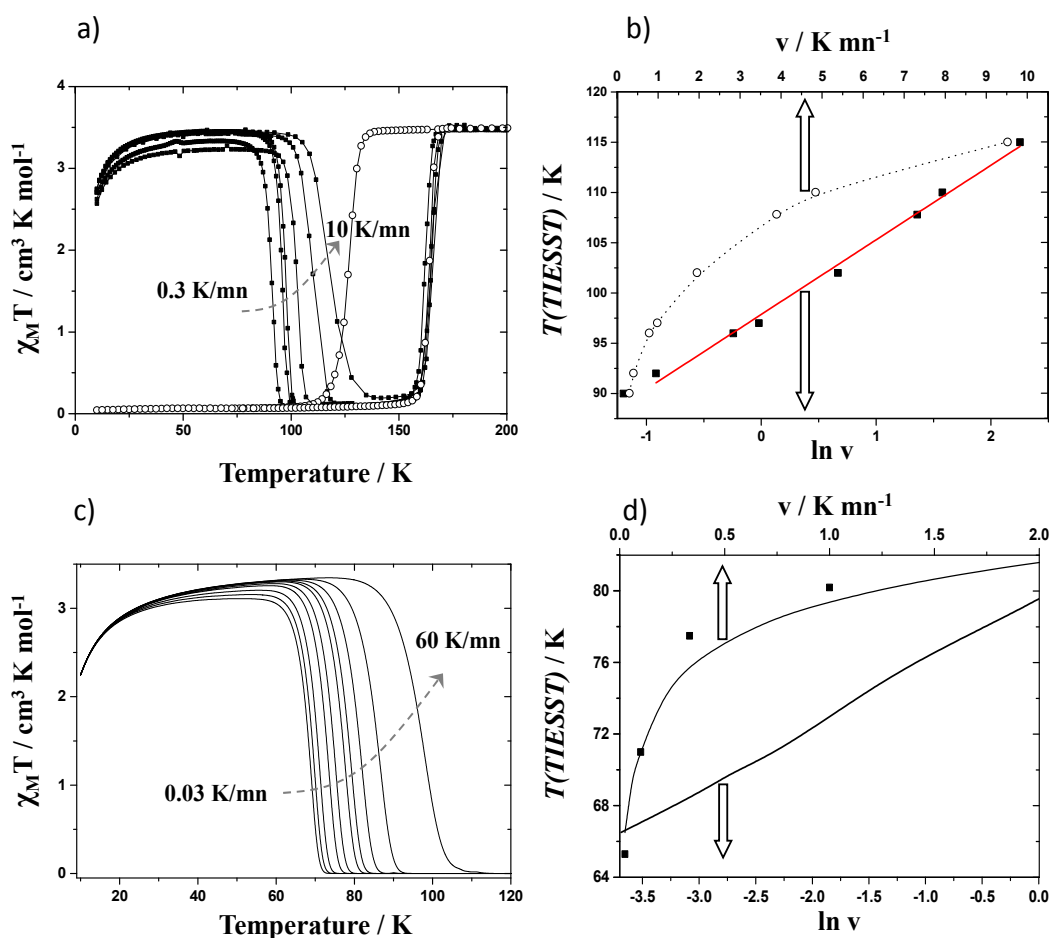 a)
χMT / cm³ K mol⁻¹
4
3
2
1
0
10 K/mn
0.3 K/mn
0 50 100 150 200
Temperature / K
b)
v / K mn⁻¹
0 1 2 3 4 5 6 7 8 9 10
T(TIESST) / K
120
115
110
105
100
95
90
-1 0 1 2
ln v
c)
χMT / cm³ K mol⁻¹
3
2
1
0
60 K/mn
0.03 K/mn
20 40 60 80 100 120
Temperature / K
d)
v / K mn⁻¹
0.0 0.5 1.0 1.5 2.0
T(TIESST) / K
80
76
72
68
64
-3.5 -3.0 -2.5 -2.0 -1.5 -1.0 -0.5 0.0
ln v